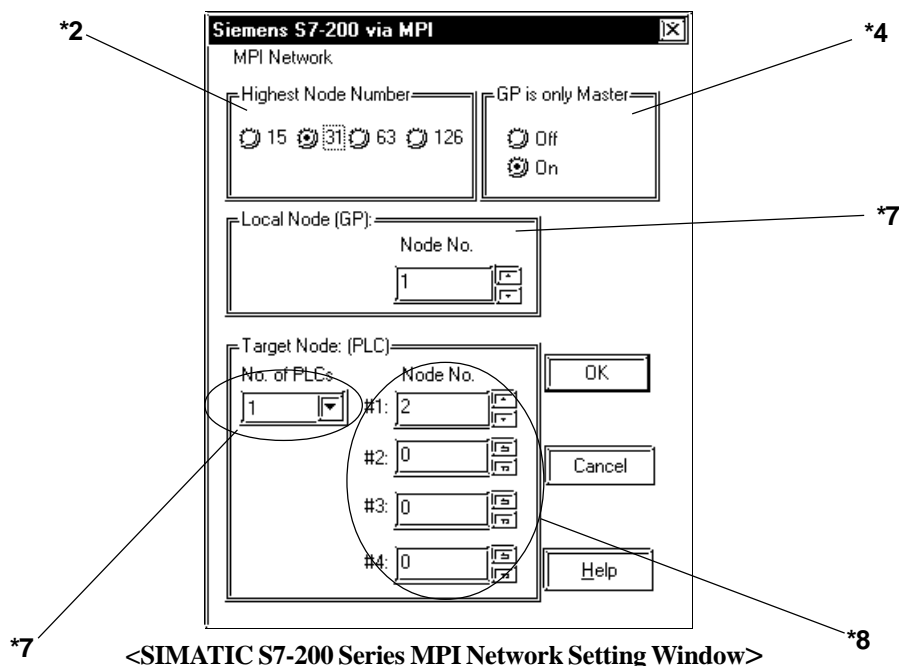 *2
Siemens S7-200 via MPI
*4
MPI Network
Highest Node Number
GP is only Master
15 31 63 126
Off
On
*7
Local Node (GP):
Node No.
1
Target Node: (PLC)
No. of PLCs
Node No.
OK
1
#1: 2
#2: 0
Cancel
#3: 0
#4: 0
Help
*7
*8
<SIMATIC S7-200 Series MPI Network Setting Window>